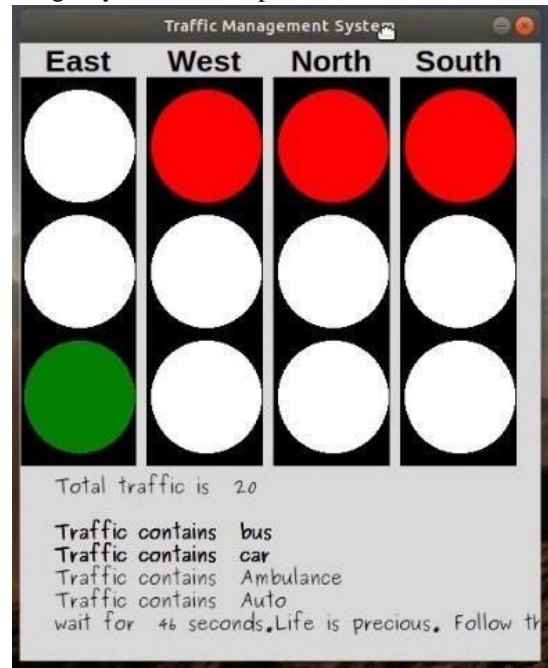 Traffic Management System
East West North South
Total traffic is 20
Traffic contains bus
Traffic contains car
Traffic contains Ambulance
Traffic contains Auto
wait for 46 seconds.Life is precious. Follow th